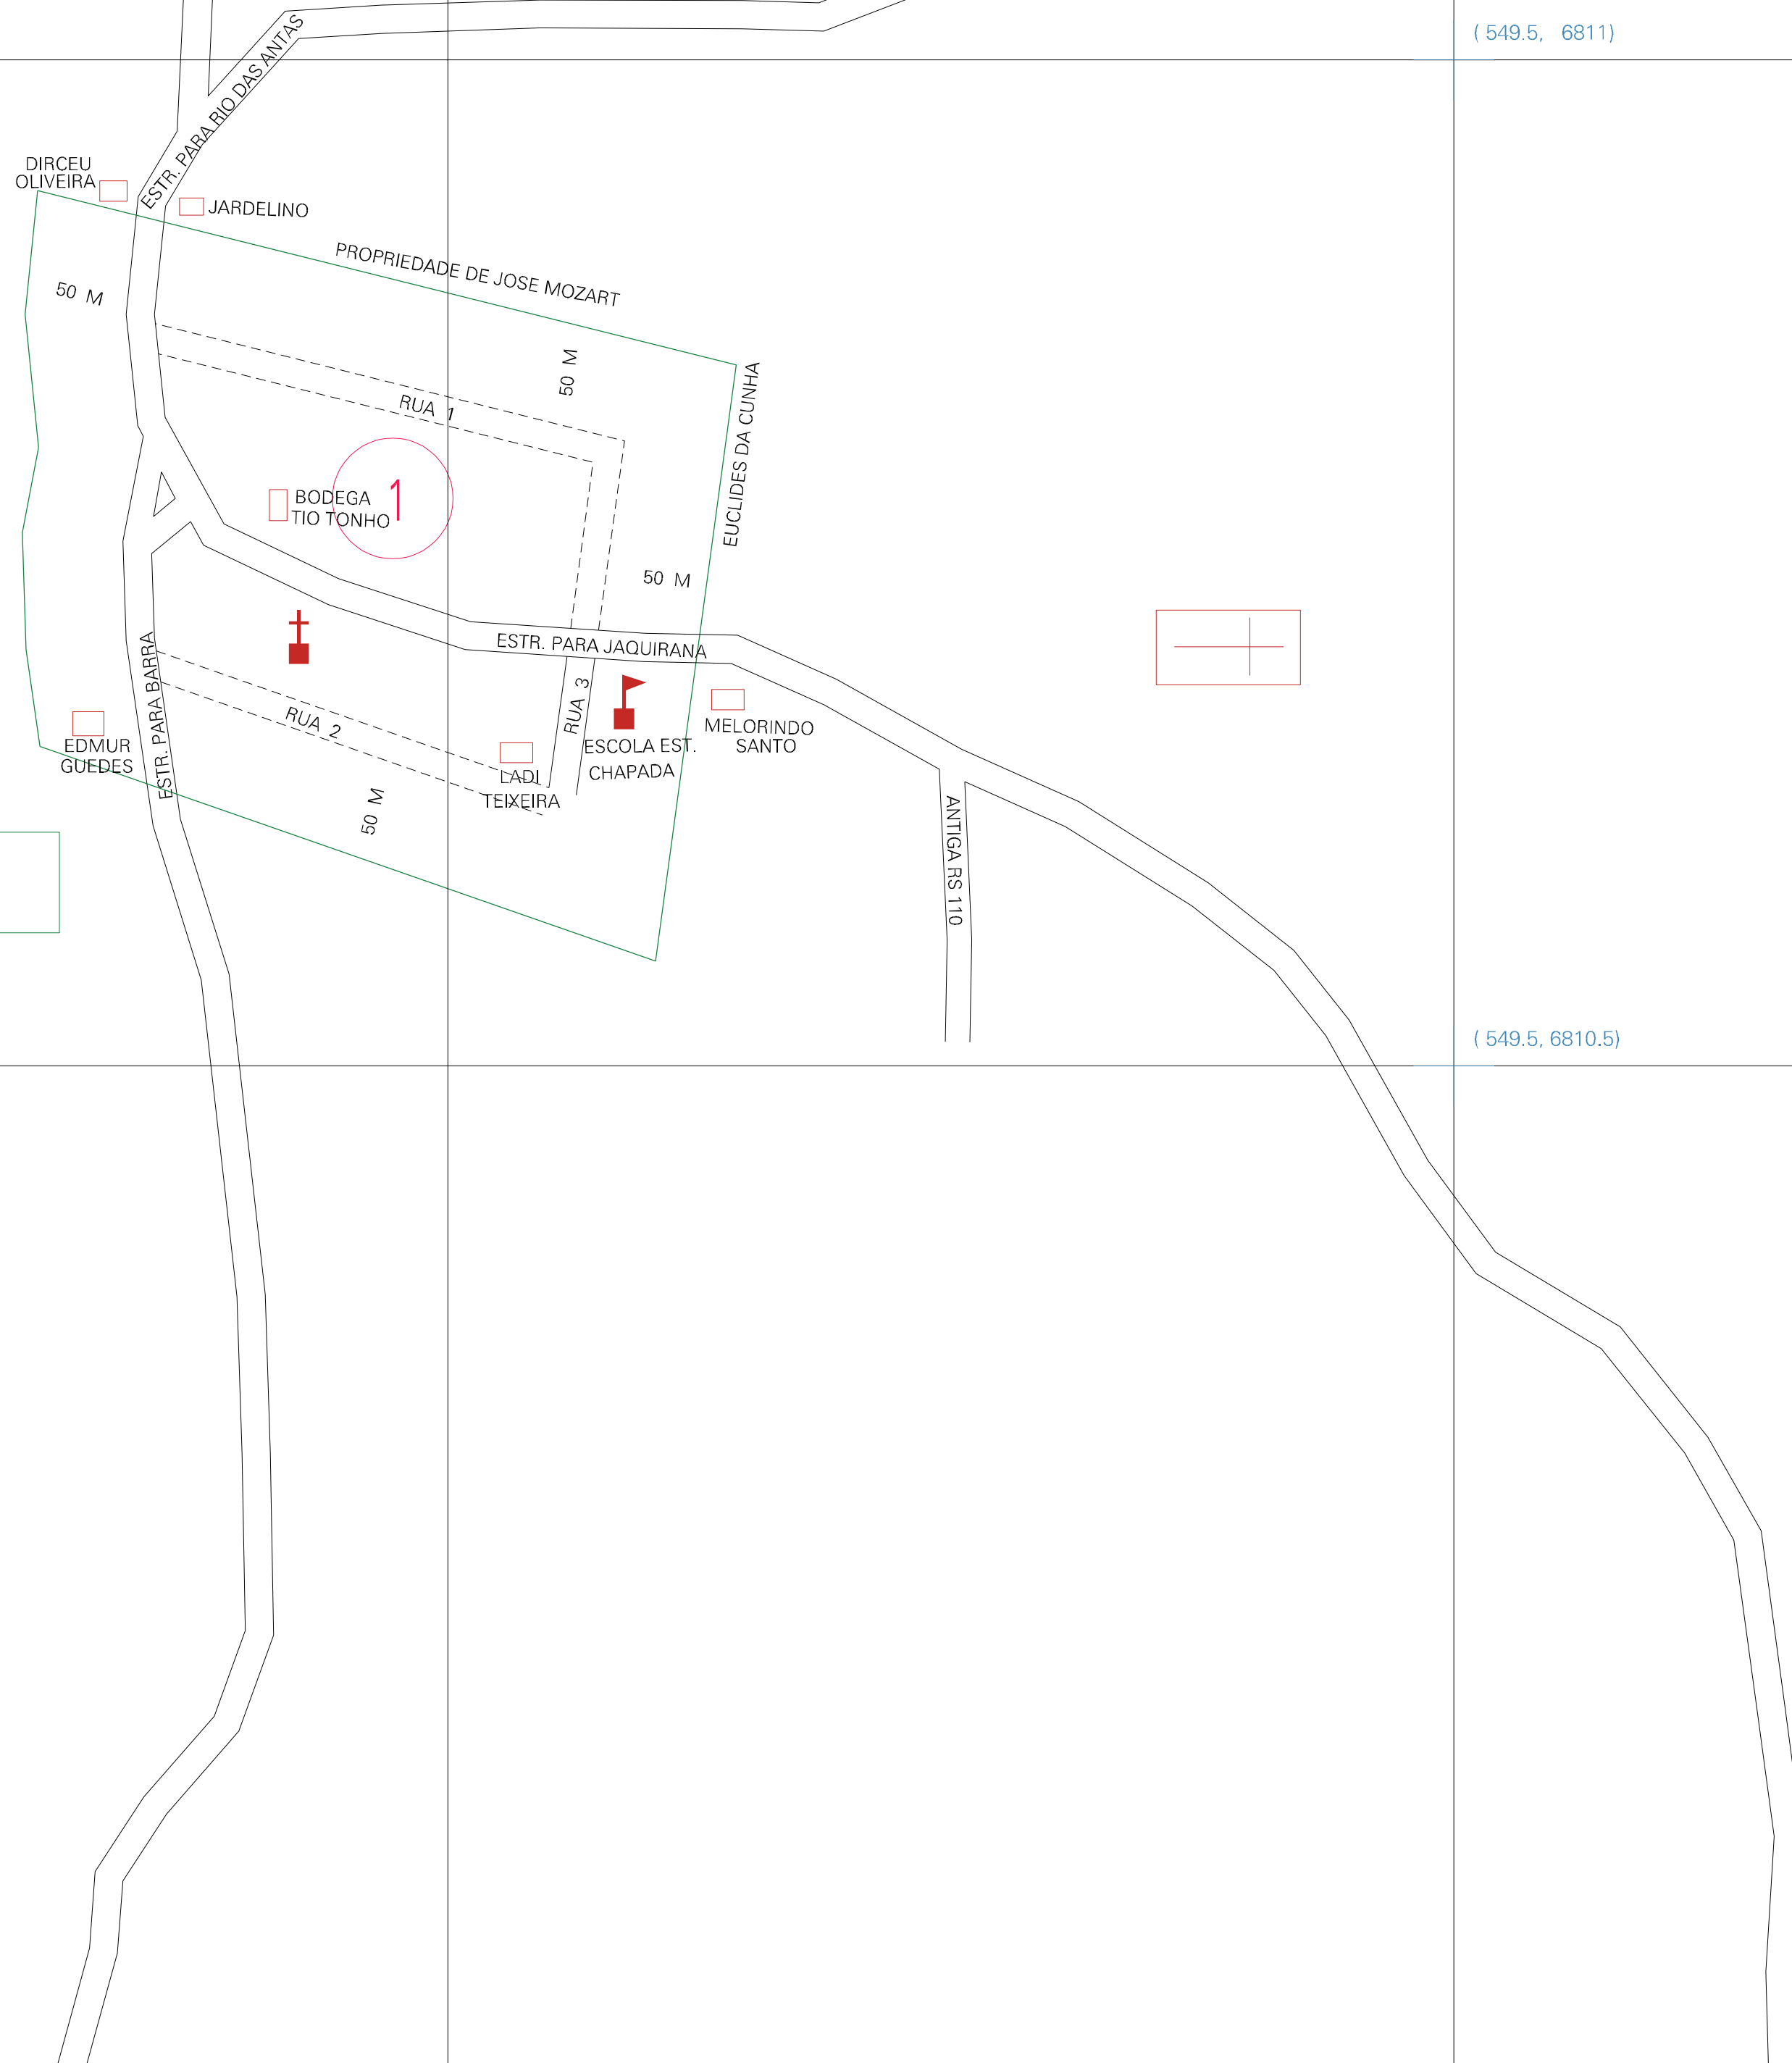 ( 549.5,   6811)
ESTR. PARA RIO DAS ANTAS
DIRCEU
OLIVEIRA
JARDELINO
PROPRIEDADE DE JOSE MOZART
50 M
50 M
RUA 1
EUCLIDES DA CUNHA
1
BODEGA
TIO TONHO
50 M
ESTR. PARA JAQUIRANA
ESTR. PARA BARRA
RUA 3
RUA 2
MELORINDO
SANTO
EDMUR
GUEDES
ESCOLA EST.
CHAPADA
LADI
TEIXEIRA
50 M
ANTIGA RS 110
( 549.5, 6810.5)